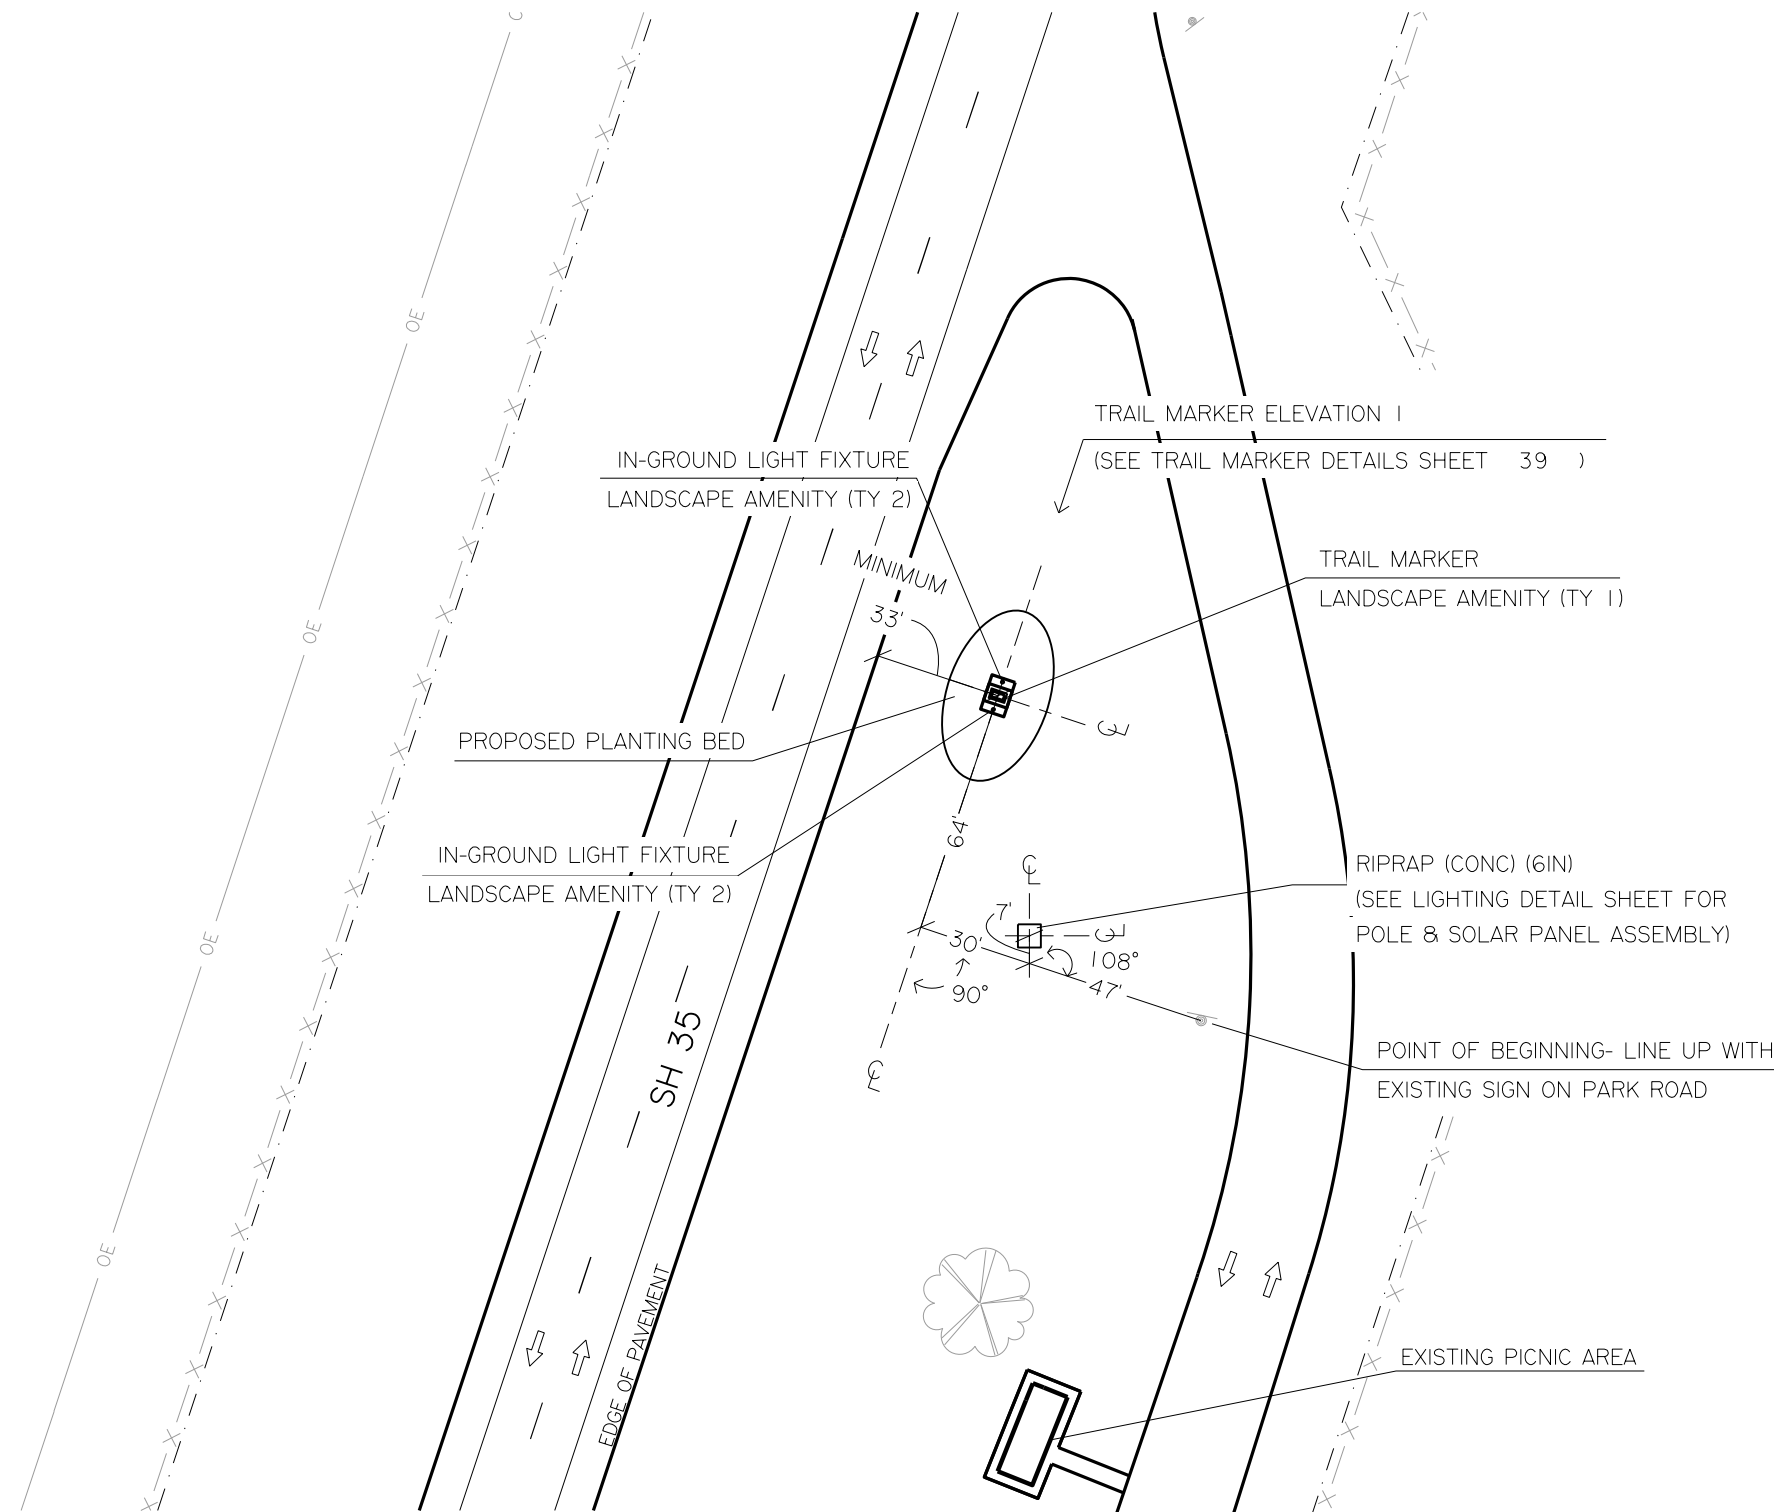 OE
OE
OE
OE
TRAIL MARKER ELEVATION 1
(SEE TRAIL MARKER DETAILS SHEET 39 )
IN-GROUND LIGHT FIXTURE
LANDSCAPE AMENITY (TY 2)
MINIMUM
33'
TRAIL MARKER
LANDSCAPE AMENITY (TY 1)
PROPOSED PLANTING BED
℄
64'
IN-GROUND LIGHT FIXTURE
LANDSCAPE AMENITY (TY 2)
℄
RIPRAP (CONC) (6IN)
(SEE LIGHTING DETAIL SHEET FOR
POLE & SOLAR PANEL ASSEMBLY)
7'
℄
30'
108°
90°
47'
℄
SH 35
POINT OF BEGINNING- LINE UP WITH
EXISTING SIGN ON PARK ROAD
EDGE OF PAVEMENT
EXISTING PICNIC AREA